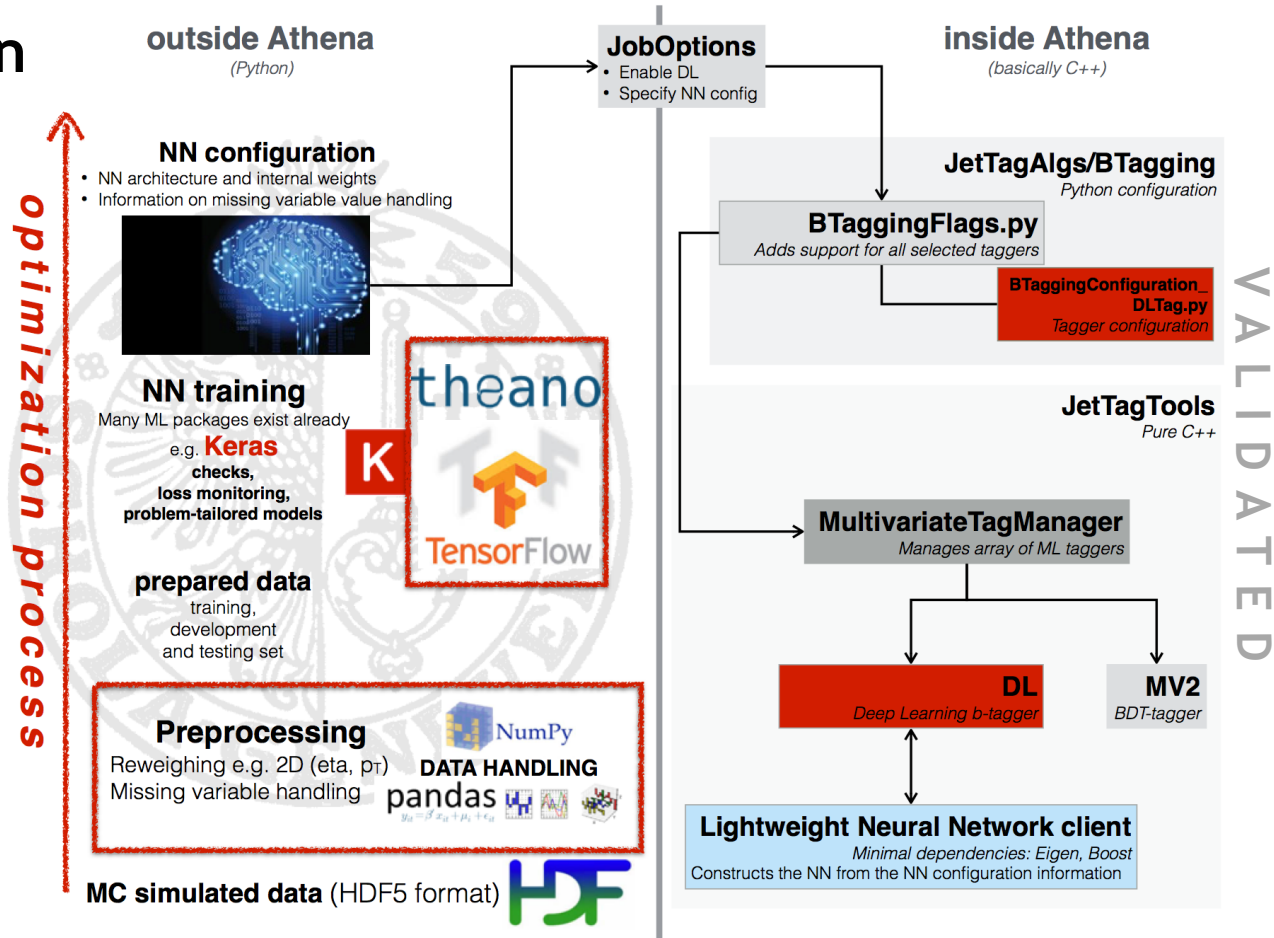 n
outside Athena
(Python)
JobOptions
• Enable DL
• Specify NN config
inside Athena
(basically C++)
optimization process
NN configuration
• NN architecture and internal weights
• Information on missing variable value handling
NN training
Many ML packages exist already
e.g. Keras
checks,
loss monitoring,
problem-tailored models
K
theano
TensorFlow
prepared data
training,
development
and testing set
Preprocessing
Reweighing e.g. 2D (eta, pT)
Missing variable handling
NumPy
DATA HANDLING
pandas
MC simulated data (HDF5 format)
HDF
JetTagAlgs/BTagging
Python configuration
BTaggingFlags.py
Adds support for all selected taggers
BTaggingConfiguration_
DLTag.py
Tagger configuration
JetTagTools
Pure C++
MultivariateTagManager
Manages array of ML taggers
DL
Deep Learning b-tagger
MV2
BDT-tagger
Lightweight Neural Network client
Minimal dependencies: Eigen, Boost
Constructs the NN from the NN configuration information
VALIDATED